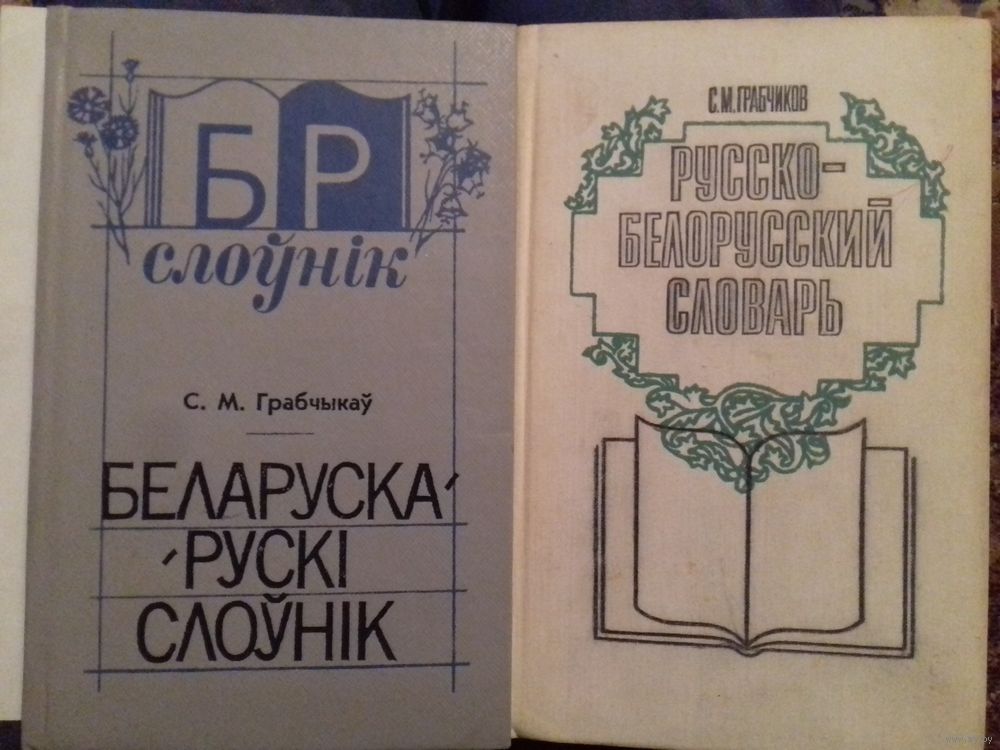 БР
слоўнік
С. М. Грабчыкаў
БЕЛАРУСКА-
-РУСКІ
СЛОЎНІК
С.М.ГРАБЧИКОВ
РУССКО-
БЕЛОРУССКИЙ
СЛОВАРЬ